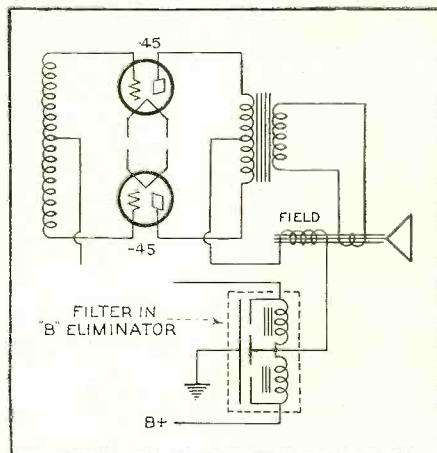 -45
-45
FIELD
FILTER IN
"B" ELIMINATOR
B+